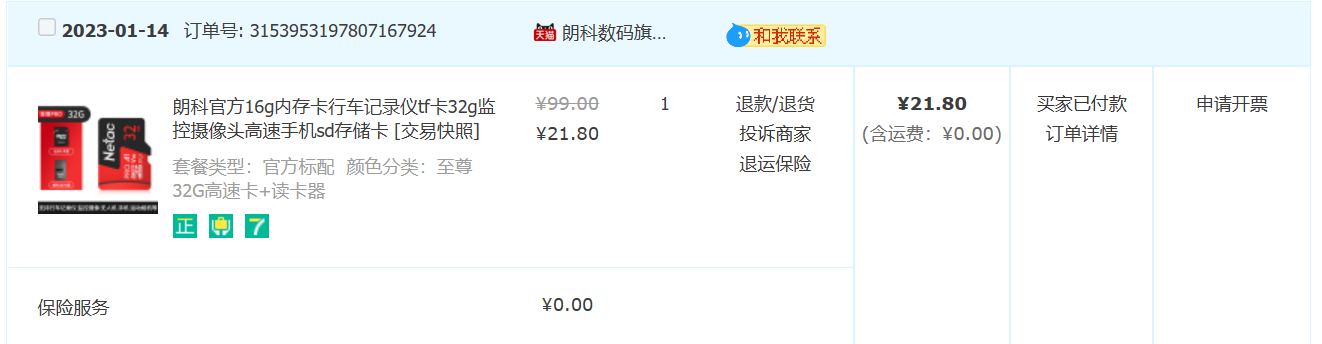 2023-01-14 订单号: 3153953197807167924 天猫 朗科数码旗... 和我联系
朗科官方16g内存卡行车记录仪tf卡32g监
控摄像头高速手机sd存储卡 [交易快照]
套餐类型：官方标配 颜色分类：至尊
32G高速卡+读卡器
正 7
32G
Netac
32
¥99.00
¥21.80
1
退款/退货
投诉商家
退运保险
¥21.80
(含运费：¥0.00)
买家已付款
订单详情
申请开票
保险服务 ¥0.00